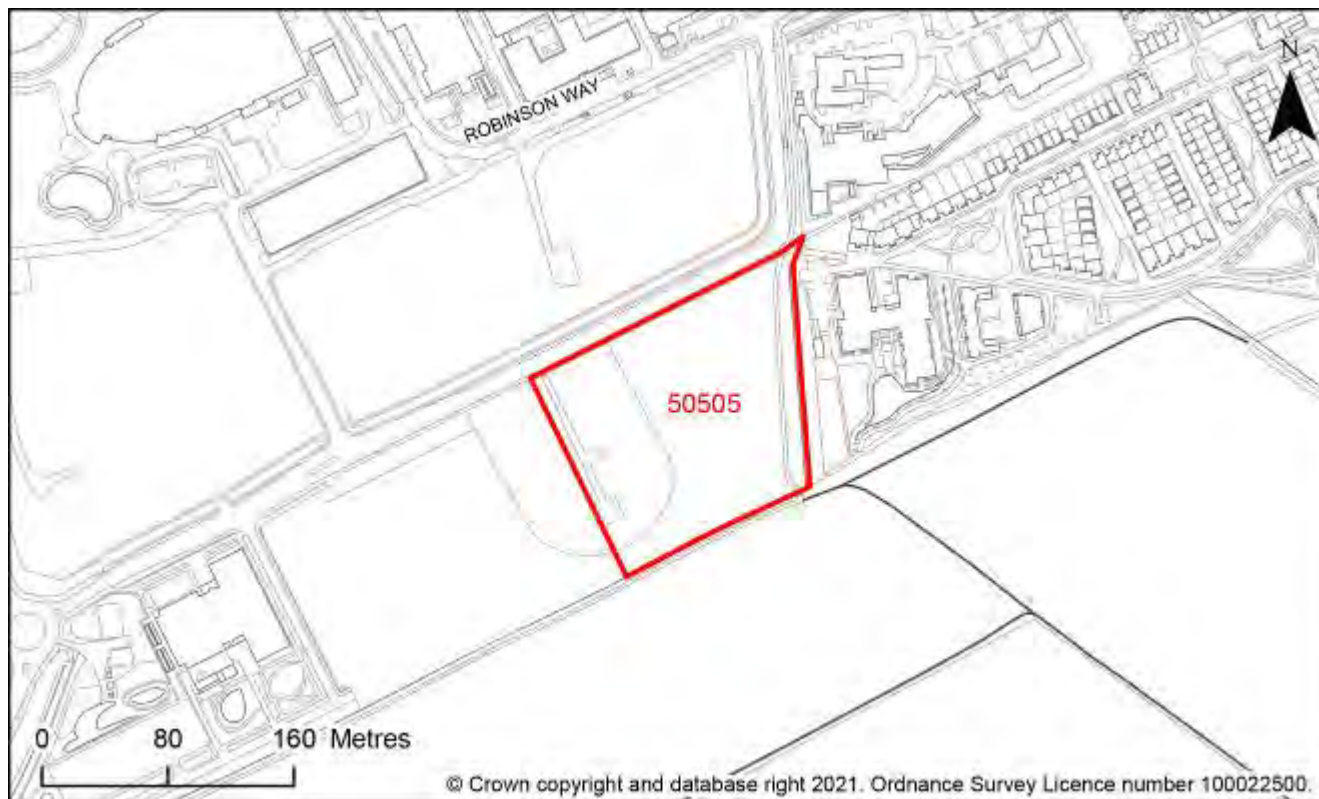 N
ROBINSON WAY
50505
0 80 160 Metres
© Crown copyright and database right 2021. Ordnance Survey Licence number 100022500.